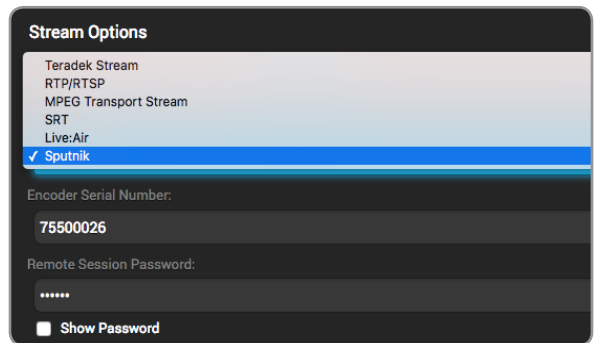 Stream Options
Teradek Stream
RTP/RTSP
MPEG Transport Stream
SRT
Live:Air
✓ Sputnik
Encoder Serial Number:
75500026
Remote Session Password:
••••••
Show Password